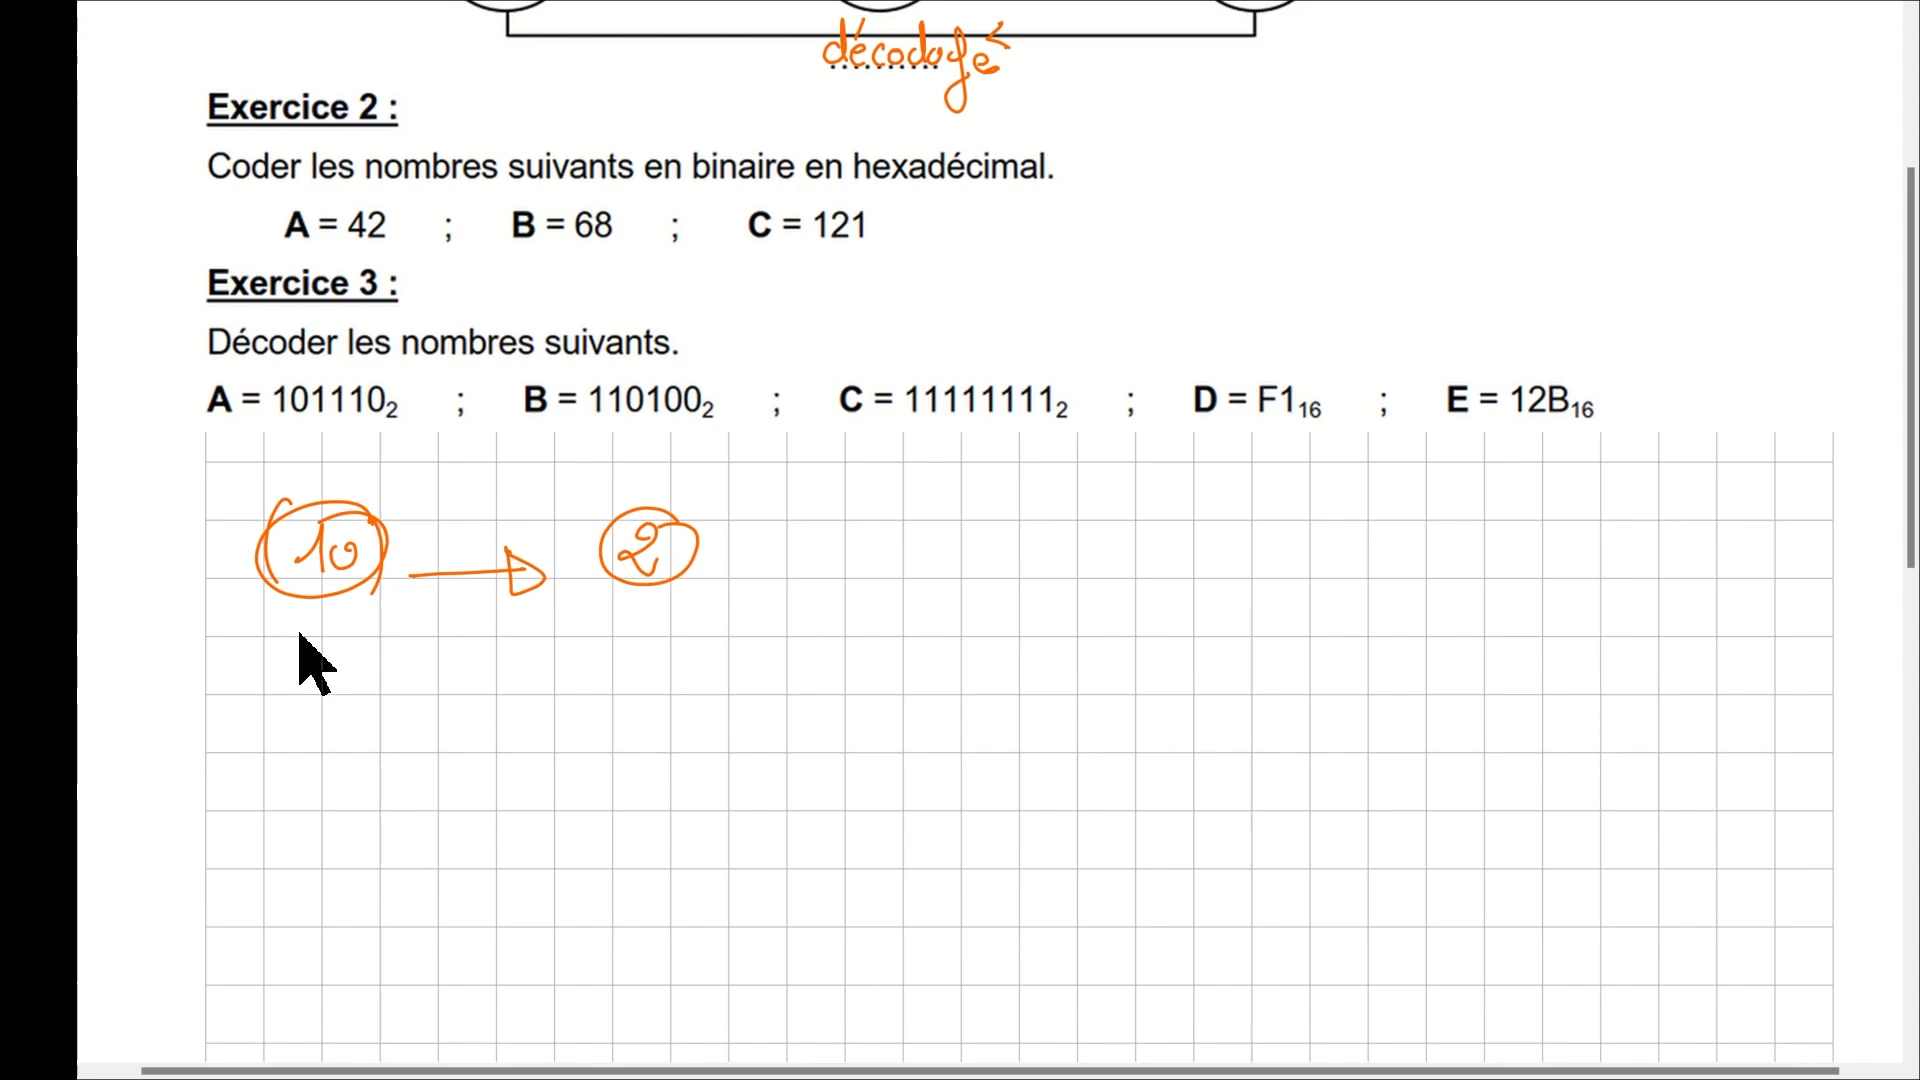 décodage
Exercice 2 :
Coder les nombres suivants en binaire en hexadécimal.
A = 42 ; B = 68 ; C = 121
Exercice 3 :
Décoder les nombres suivants.
A = 101110₂ ; B = 110100₂ ; C = 11111111₂ ; D = F1₁₆ ; E = 12B₁₆
(10) → 2